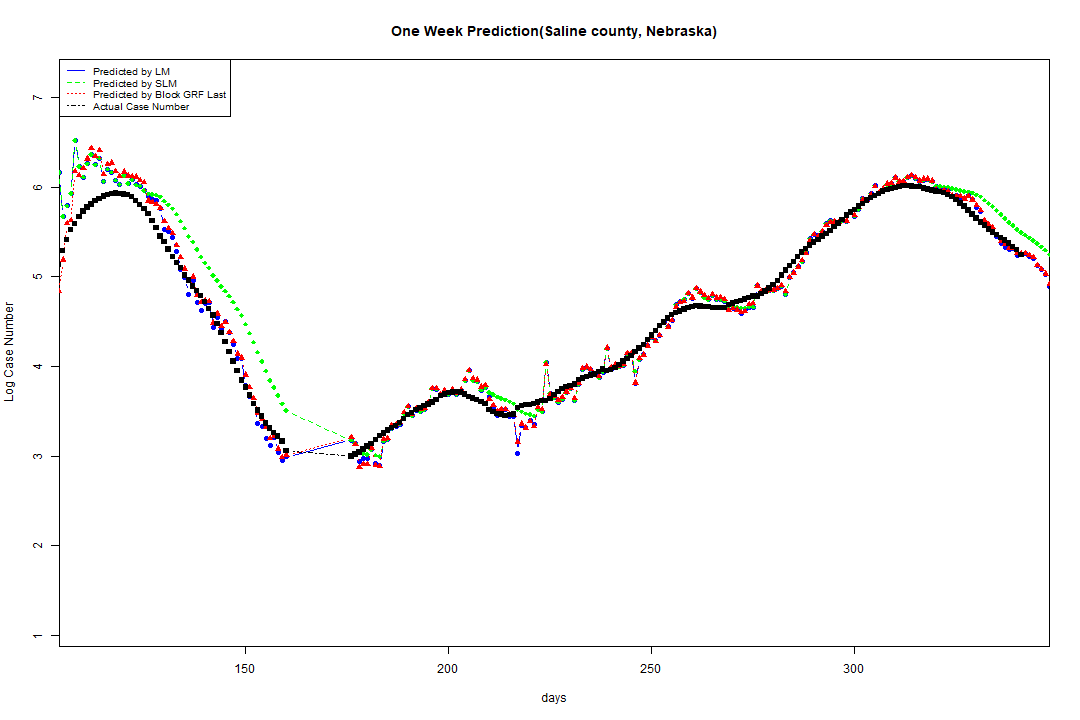 One Week Prediction(Saline county, Nebraska)
Predicted by LM
Predicted by SLM
Predicted by Block GRF Last
Actual Case Number
7
6
5
4
3
2
1
Log Case Number
150 200 250 300
days